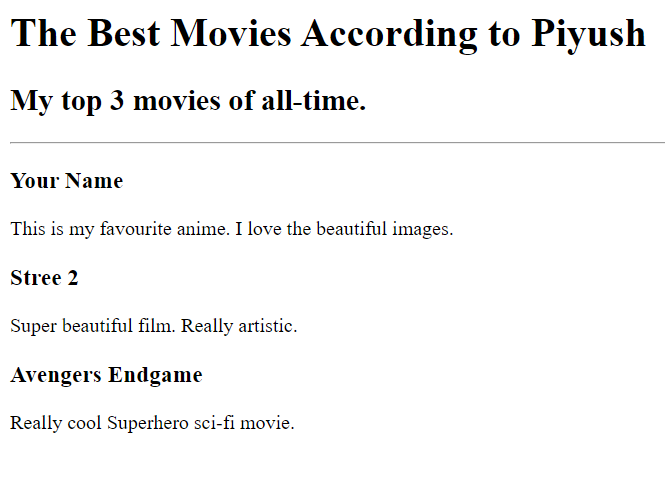 The Best Movies According to Piyush
My top 3 movies of all-time.
Your Name
This is my favourite anime. I love the beautiful images.
Stree 2
Super beautiful film. Really artistic.
Avengers Endgame
Really cool Superhero sci-fi movie.